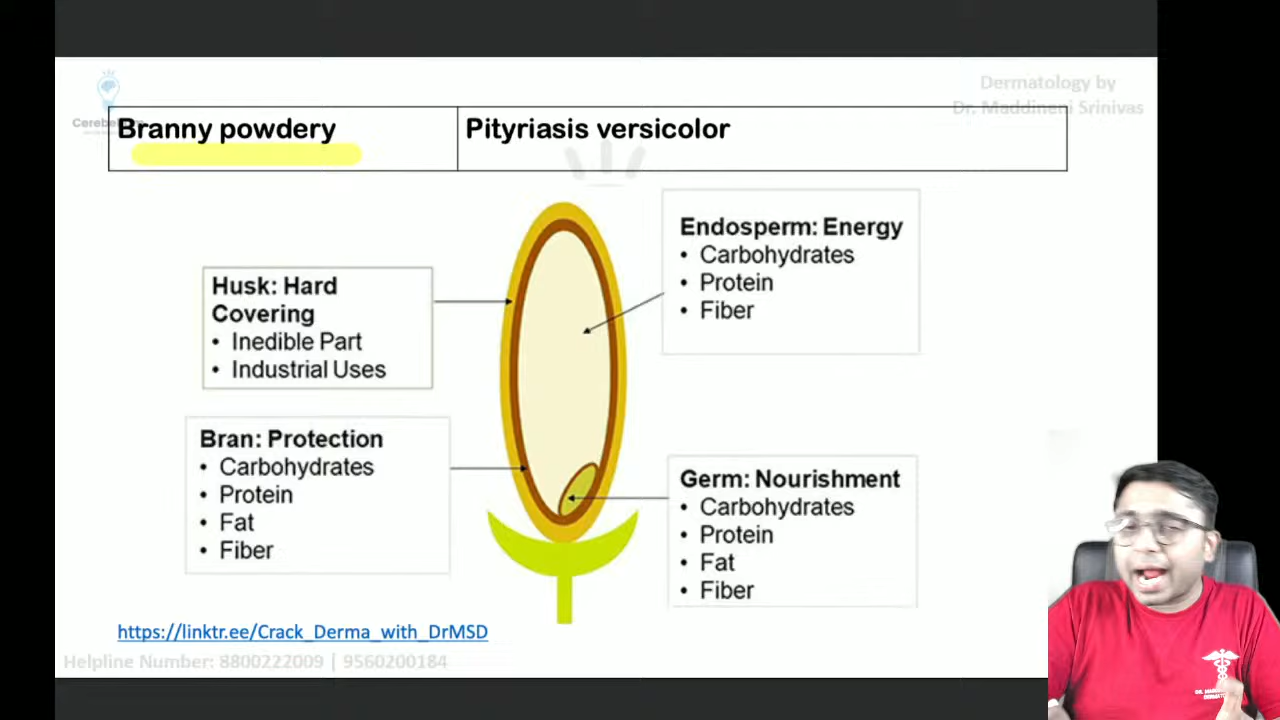 Dermatology by
Dr. Maddineni Srinivas
Branny powdery
Pityriasis versicolor
Endosperm: Energy
• Carbohydrates
• Protein
• Fiber
Husk: Hard
Covering
• Inedible Part
• Industrial Uses
Bran: Protection
• Carbohydrates
• Protein
• Fat
• Fiber
Germ: Nourishment
• Carbohydrates
• Protein
• Fat
• Fiber
https://linktr.ee/Crack_Derma_with_DrMSD
Helpline Number: 8800222009 | 9560200184